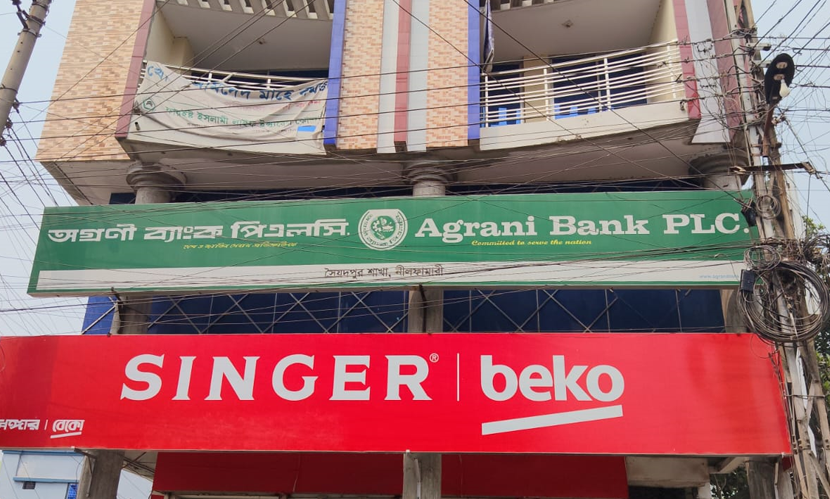 অগ্রণী ব্যাংক পিএলসি.
Agrani Bank PLC.
Committed to serve the nation
সৈয়দপুর শাখা, নীলফামারী
SINGER® | beko
বেকো